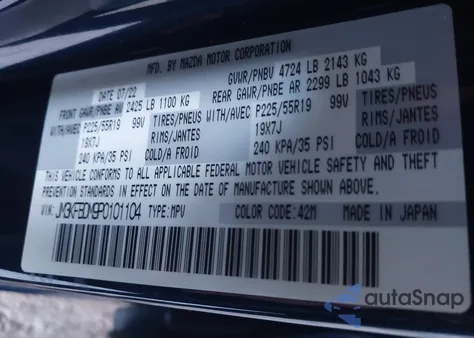 MFD. BY MAZDA MOTOR CORPORATION
DATE 07/22 GVWR/PNBV 4724 LB 2143 KG
FRONT GAWR/PNBE AV 2425 LB 1100 KG REAR GAWR/PNBE AR 2299 LB 1043 KG
WITH/AVEC P225/55R19 99V TIRES/PNEUS WITH/AVEC P225/55R19 99V TIRES/PNEUS
19X7J RIMS/JANTES 19X7J RIMS/JANTES
240 KPA/35 PSI COLD/A FROID 240 KPA/35 PSI COLD/A FROID
THIS VEHICLE CONFORMS TO ALL APPLICABLE FEDERAL MOTOR VEHICLE SAFETY AND THEFT
PREVENTION STANDARDS IN EFFECT ON THE DATE OF MANUFACTURE SHOWN ABOVE.
VIN: TYPE:MPV COLOR CODE:42M MADE IN JAPAN
autoSnap